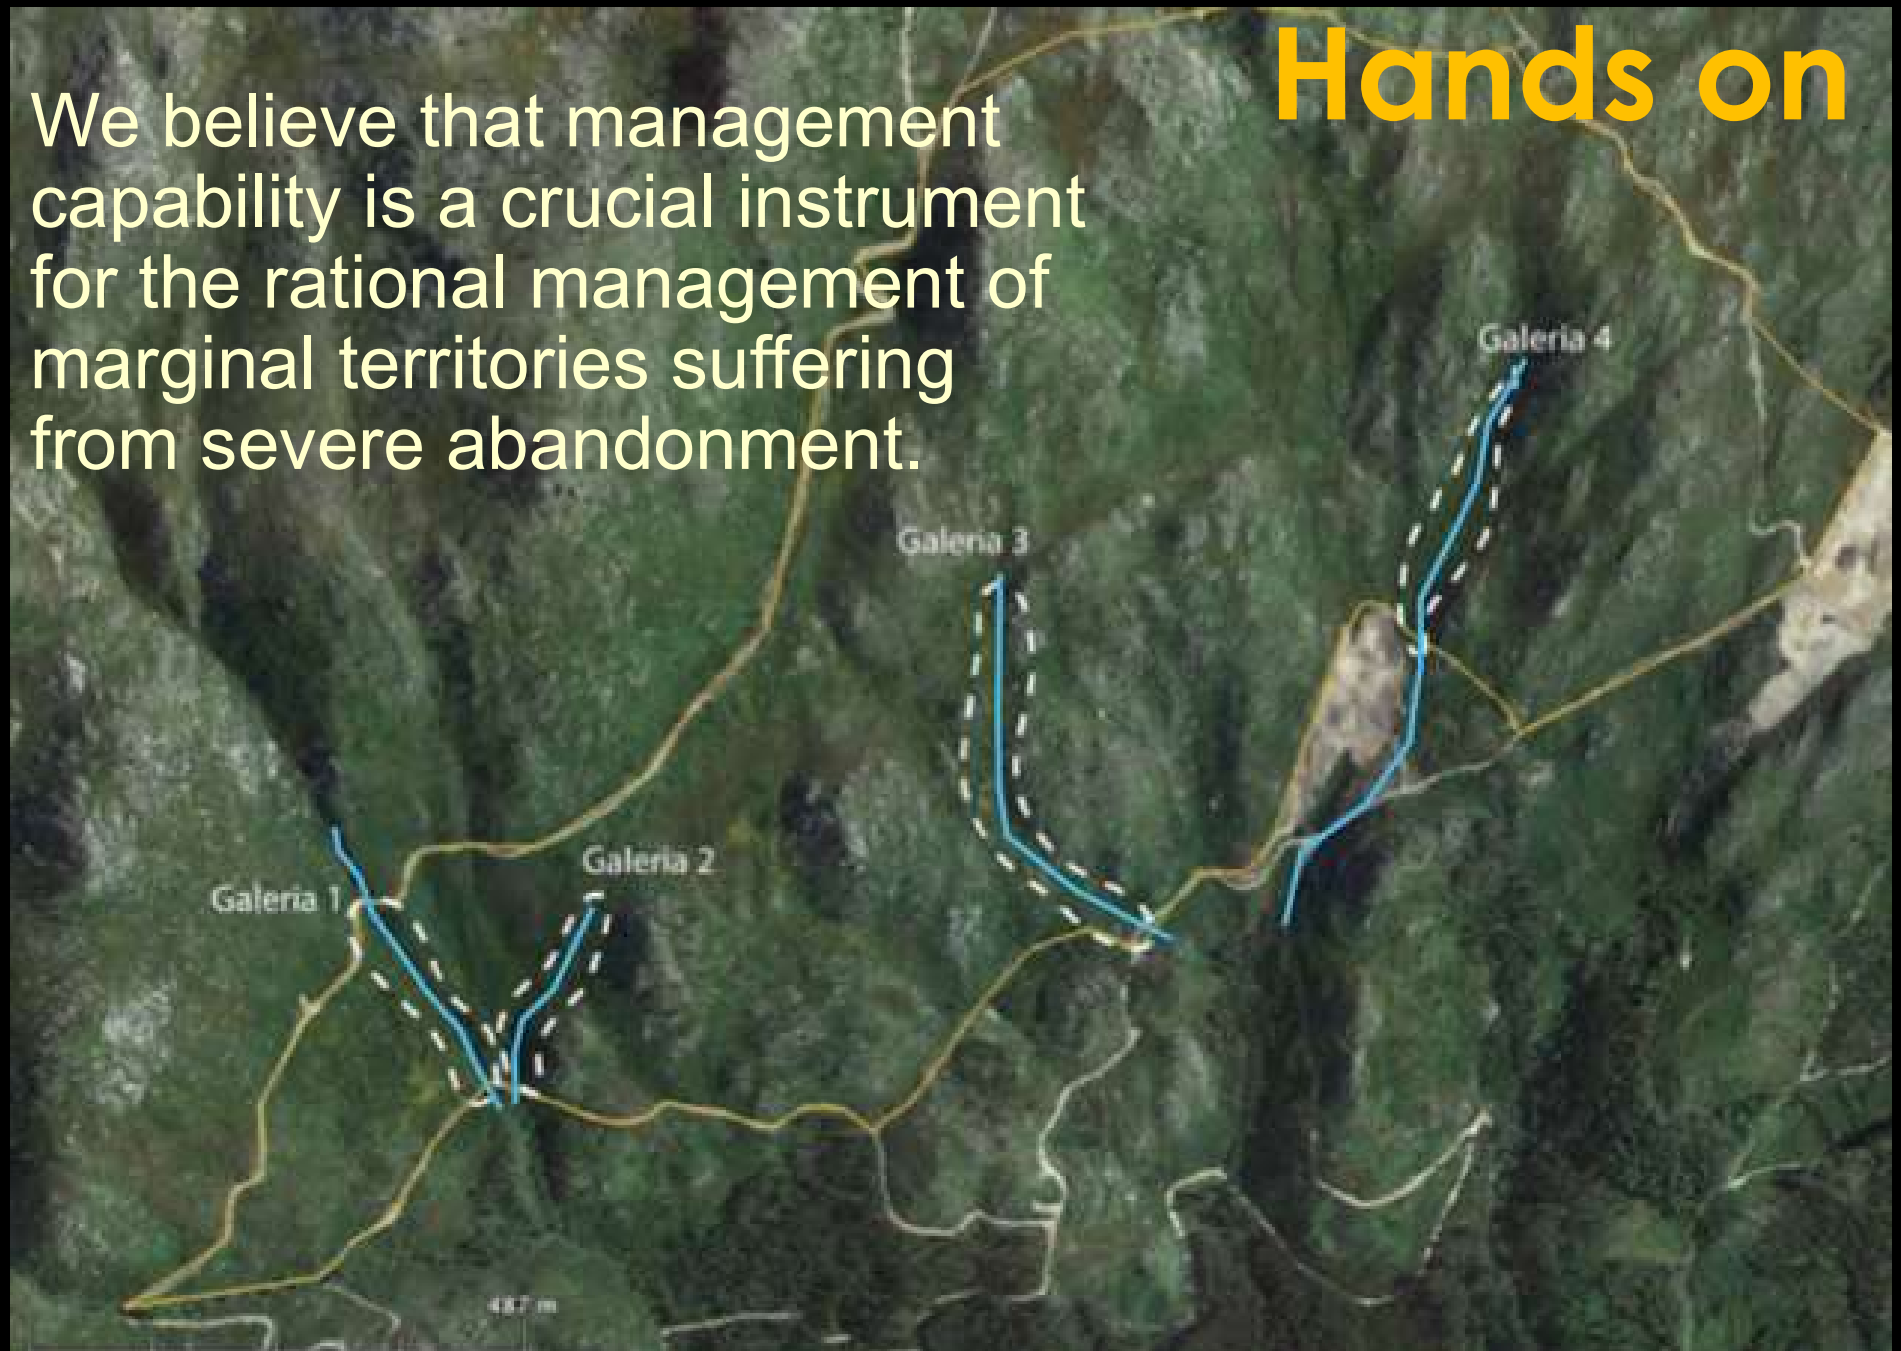 Hands on
We believe that management
capability is a crucial instrument
for the rational management of
marginal territories suffering
from severe abandonment.
Galeria 4
Galeria 3
Galeria 2
Galeria 1
487 m